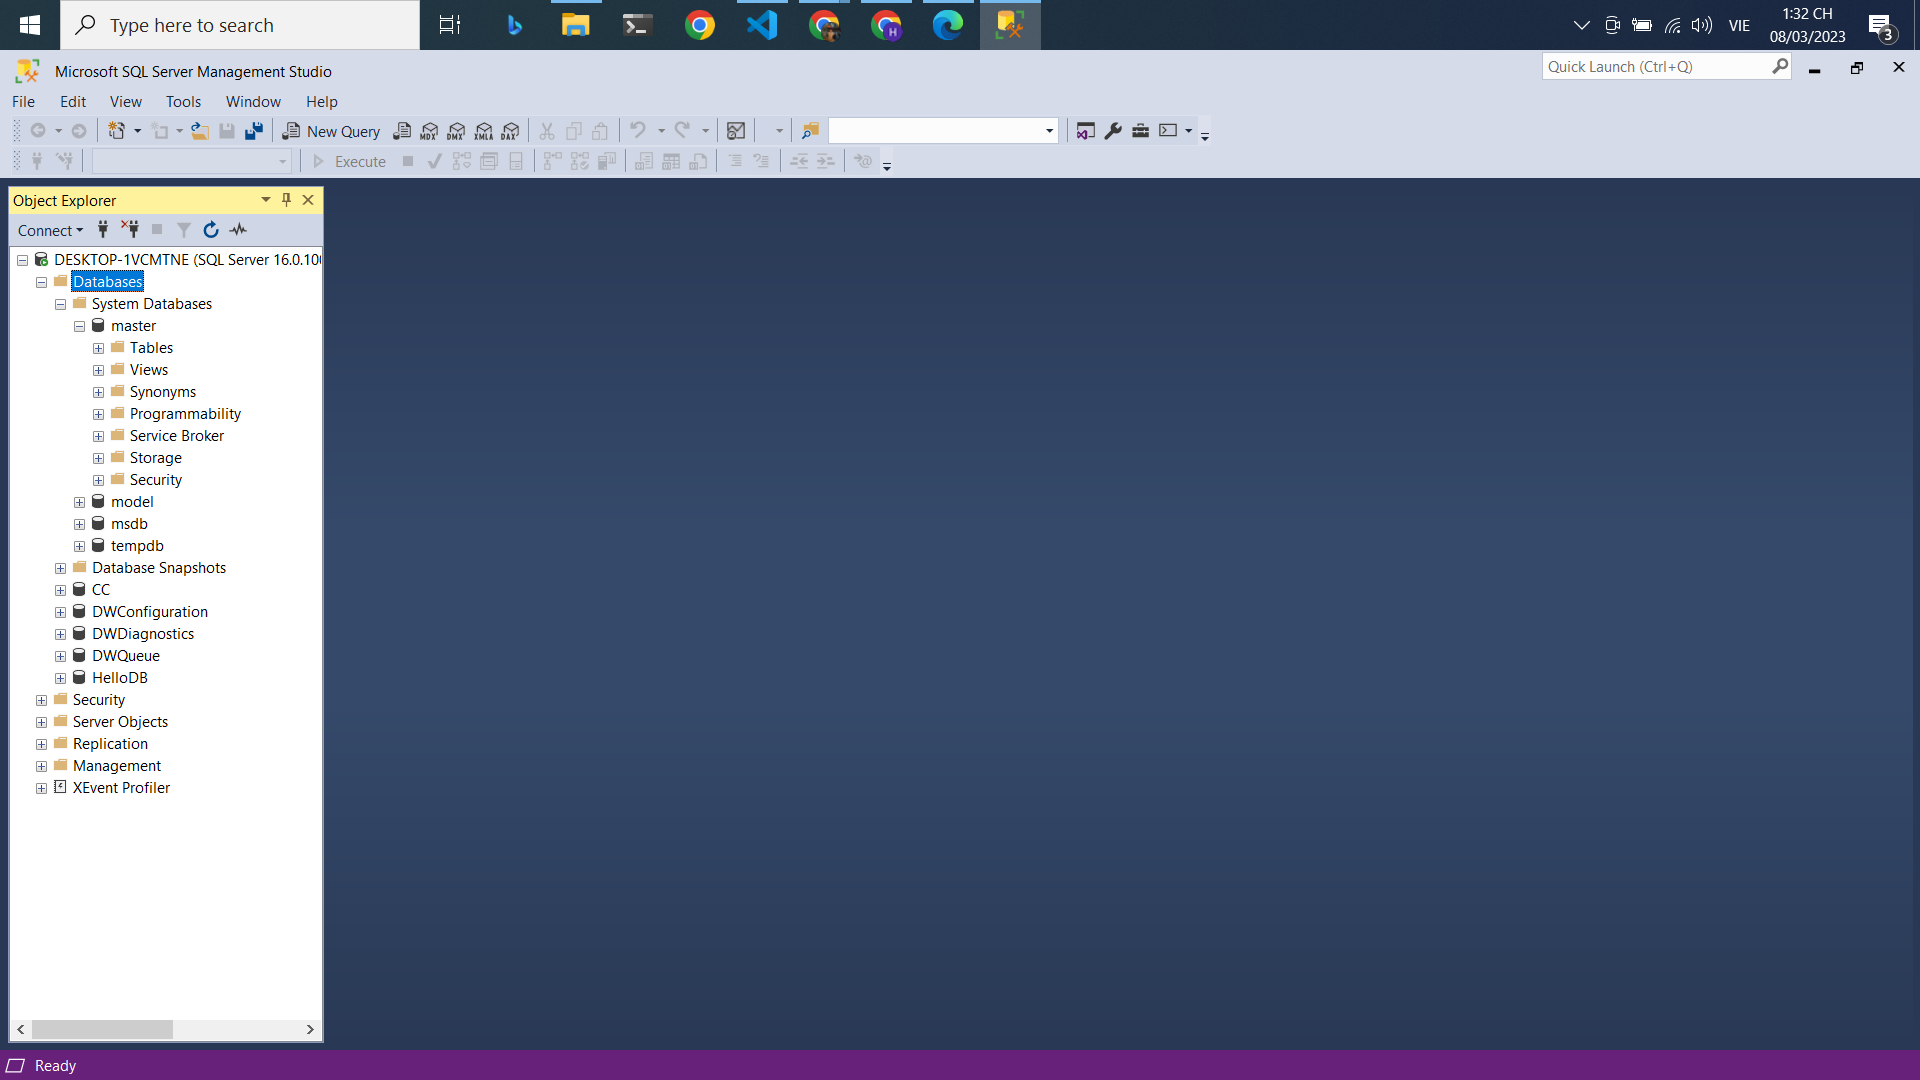 Type here to search
VIE
1:32 CH
08/03/2023
3
Microsoft SQL Server Management Studio
Quick Launch (Ctrl+Q)
File Edit View Tools Window Help
New Query MDX DMX XMLA DAX
Execute
Object Explorer
Connect
DESKTOP-1VCMTNE (SQL Server 16.0.100
Databases
System Databases
master
Tables
Views
Synonyms
Programmability
Service Broker
Storage
Security
model
msdb
tempdb
Database Snapshots
CC
DWConfiguration
DWDiagnostics
DWQueue
HelloDB
Security
Server Objects
Replication
Management
XEvent Profiler
Ready